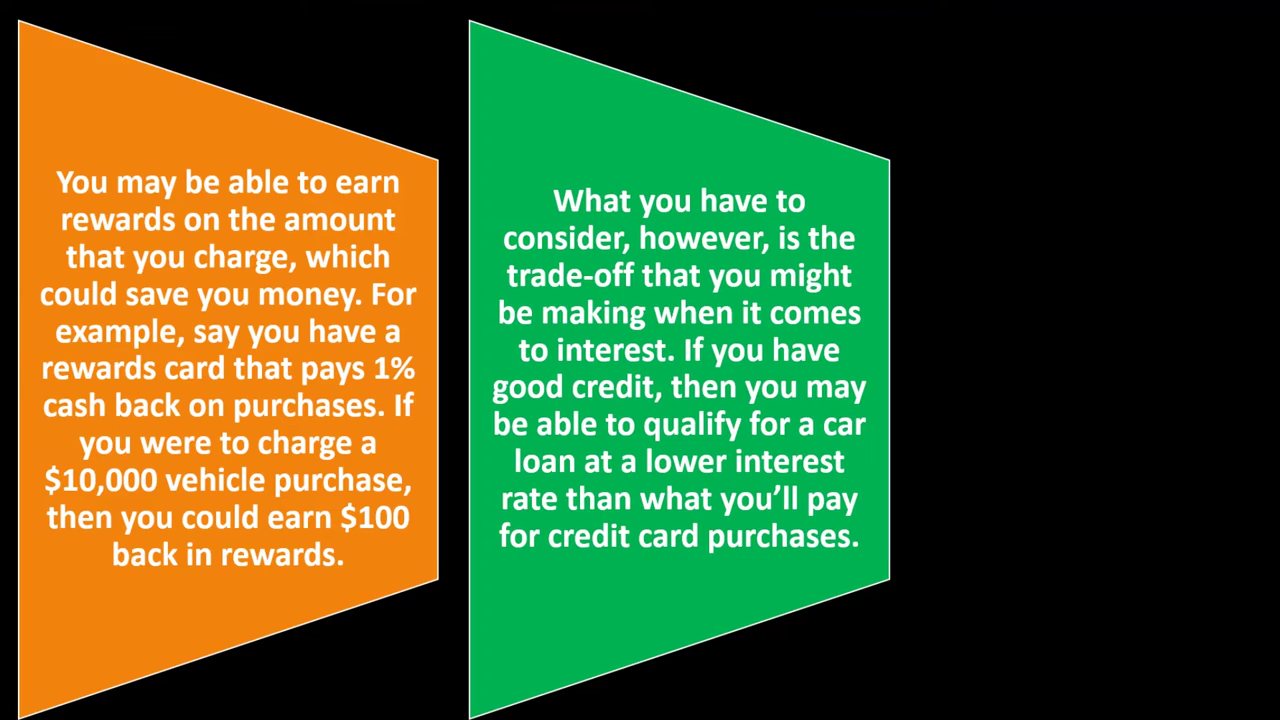 You may be able to earn
rewards on the amount
that you charge, which
could save you money. For
example, say you have a
rewards card that pays 1%
cash back on purchases. If
you were to charge a
$10,000 vehicle purchase,
then you could earn $100
back in rewards.
What you have to
consider, however, is the
trade-off that you might
be making when it comes
to interest. If you have
good credit, then you may
be able to qualify for a car
loan at a lower interest
rate than what you’ll pay
for credit card purchases.